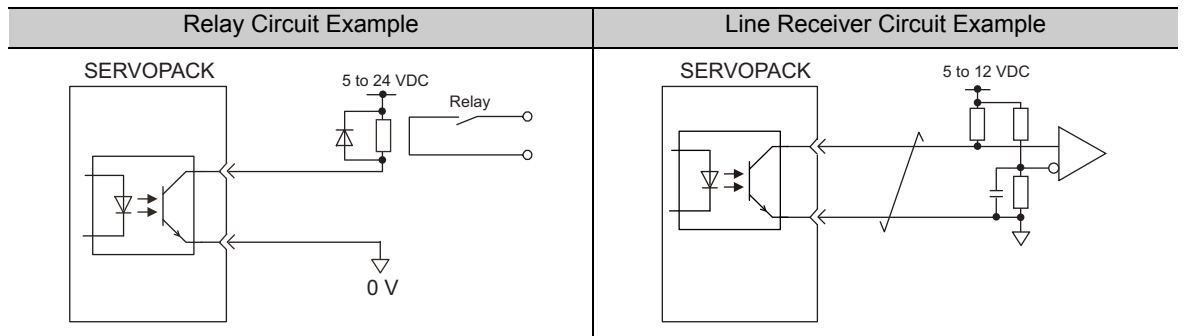 Relay Circuit Example
Line Receiver Circuit Example
SERVOPACK
5 to 24 VDC
Relay
0 V
SERVOPACK
5 to 12 VDC